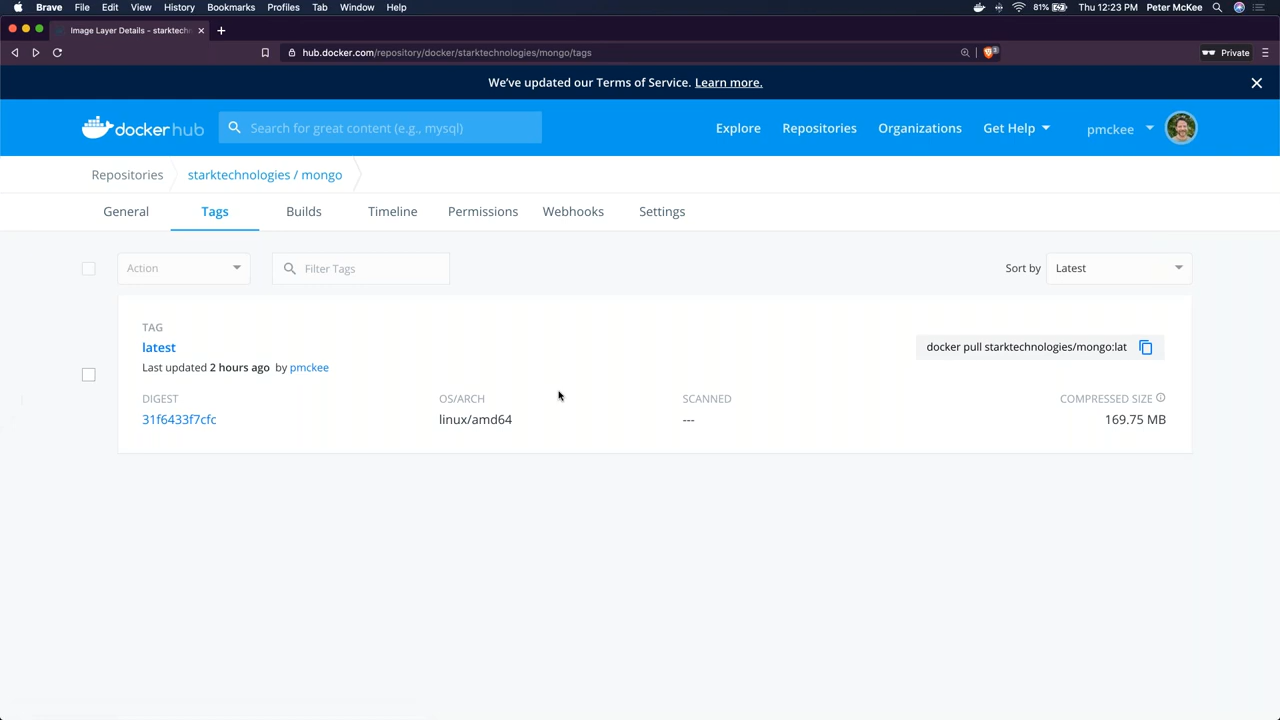 Brave File Edit View History Bookmarks Profiles Tab Window Help 81% Thu 12:23 PM Peter McKee
Image Layer Details - starktechn
hub.docker.com/repository/docker/starktechnologies/mongo/tags 3 Private
We've updated our Terms of Service. Learn more.
dockerhub Search for great content (e.g., mysql) Explore Repositories Organizations Get Help pmckee
Repositories starktechnologies / mongo
General Tags Builds Timeline Permissions Webhooks Settings
Action Filter Tags Sort by Latest
TAG
latest docker pull starktechnologies/mongo:lat
Last updated 2 hours ago by pmckee
DIGEST OS/ARCH SCANNED COMPRESSED SIZE
31f6433f7cfc linux/amd64 --- 169.75 MB